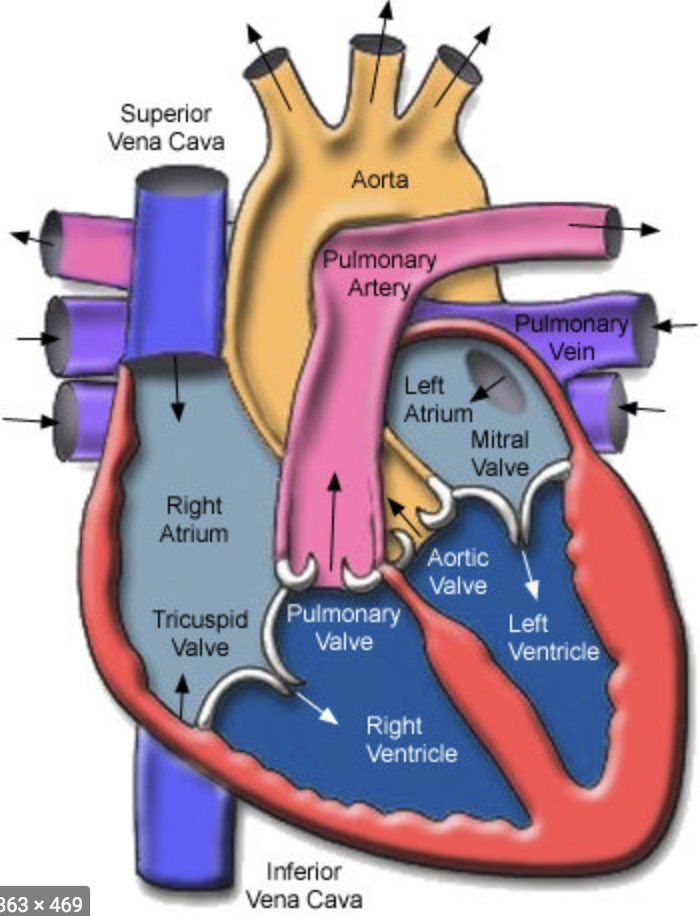 Superior
Vena Cava
Aorta
Pulmonary
Artery
Pulmonary
Vein
Left
Atrium
Mitral
Valve
Right
Atrium
Aortic
Valve
Tricuspid
Valve
Pulmonary
Valve
Left
Ventricle
Right
Ventricle
Inferior
Vena Cava
363 × 469